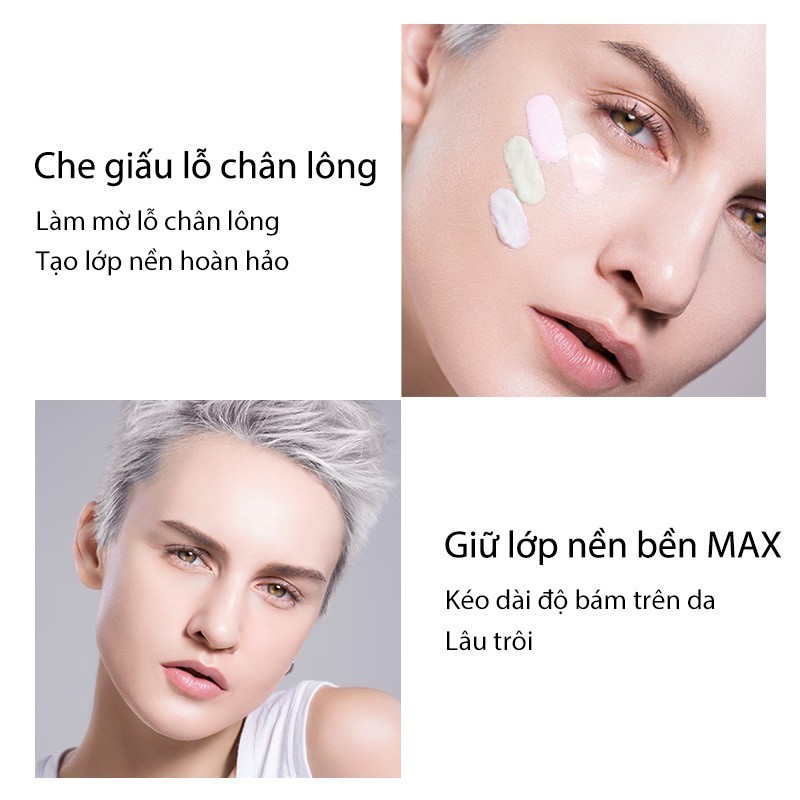 Che giấu lỗ chân lông
Làm mờ lỗ chân lông
Tạo lớp nền hoàn hảo
Giữ lớp nền bền MAX
Kéo dài độ bám trên da
Lâu trôi